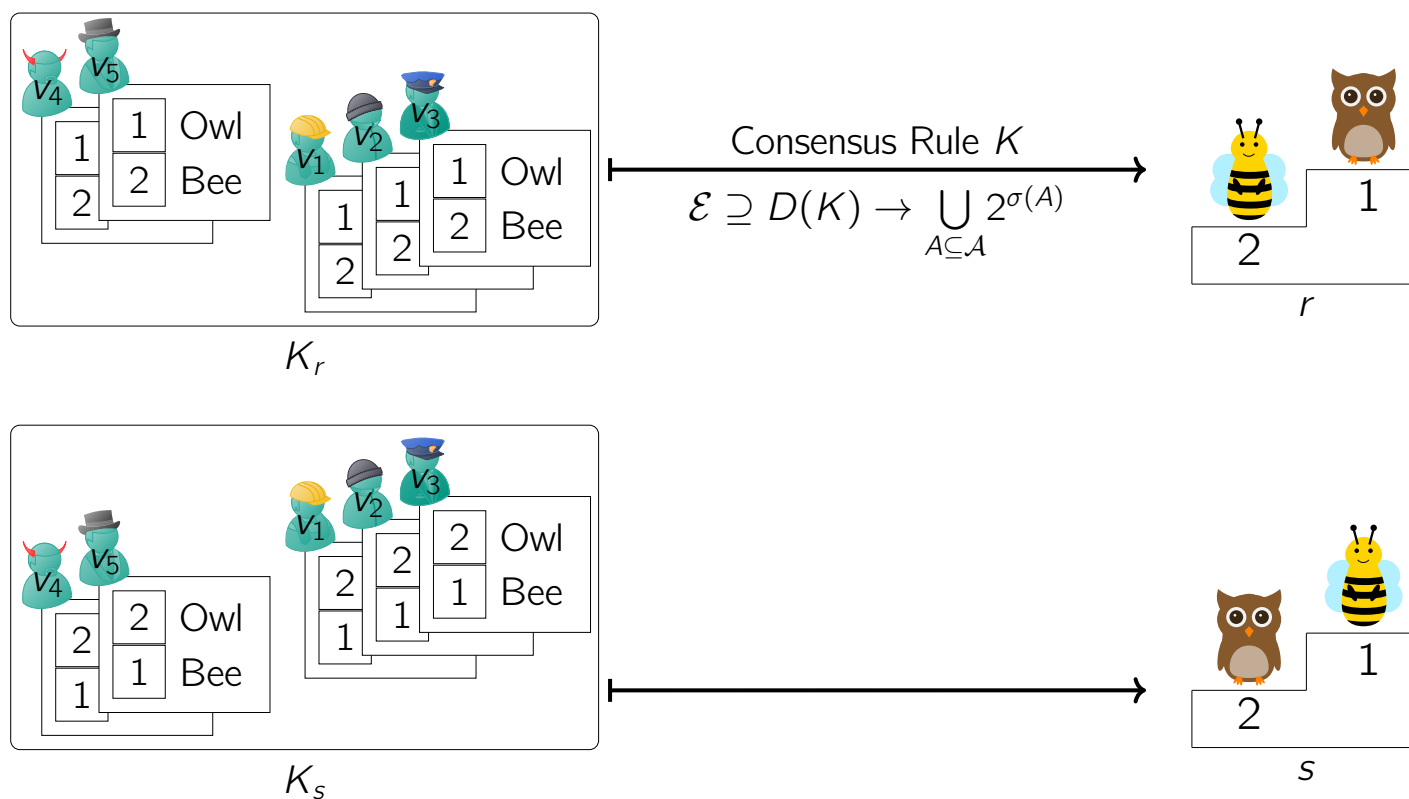 v₄ v₅
1
2
1 Owl
2 Bee
v₁ v₂ v₃
1
2
1
2
1 Owl
2 Bee
K_r
Consensus Rule K
ℰ ⊇ D(K) → ⋃_{A⊆𝒜} 2^{σ(A)}
2 1
r
v₄ v₅
2
1
2 Owl
1 Bee
v₁ v₂ v₃
2
1
2
1
2 Owl
1 Bee
K_s
2 1
s